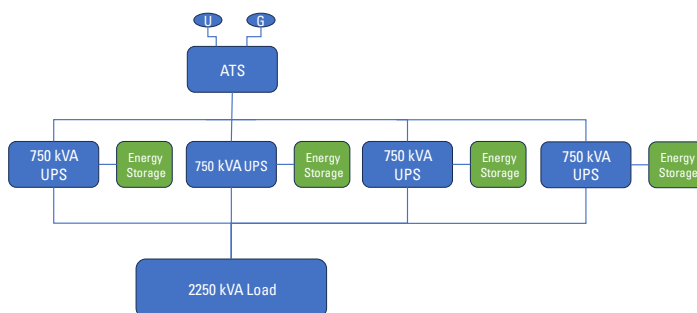 U
G
ATS
750 kVA
UPS
Energy
Storage
750 kVA UPS
Energy
Storage
750 kVA
UPS
Energy
Storage
750 kVA
UPS
Energy
Storage
2250 kVA Load